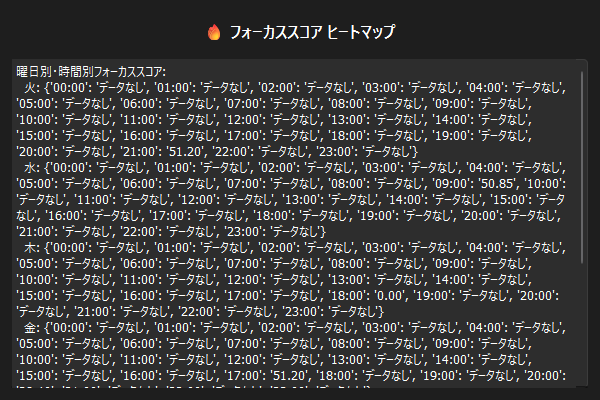 🔥 フォーカススコア ヒートマップ
曜日別・時間別フォーカススコア:
火: {'00:00': 'データなし', '01:00': 'データなし', '02:00': 'データなし', '03:00': 'データなし', '04:00': 'データなし',
'05:00': 'データなし', '06:00': 'データなし', '07:00': 'データなし', '08:00': 'データなし', '09:00': 'データなし',
'10:00': 'データなし', '11:00': 'データなし', '12:00': 'データなし', '13:00': 'データなし', '14:00': 'データなし',
'15:00': 'データなし', '16:00': 'データなし', '17:00': 'データなし', '18:00': 'データなし', '19:00': 'データなし',
'20:00': 'データなし', '21:00': '51.20', '22:00': 'データなし', '23:00': 'データなし'}
水: {'00:00': 'データなし', '01:00': 'データなし', '02:00': 'データなし', '03:00': 'データなし', '04:00': 'データなし',
'05:00': 'データなし', '06:00': 'データなし', '07:00': 'データなし', '08:00': 'データなし', '09:00': '50.85', '10:00':
'データなし', '11:00': 'データなし', '12:00': 'データなし', '13:00': 'データなし', '14:00': 'データなし', '15:00': 'データ
なし', '16:00': 'データなし', '17:00': 'データなし', '18:00': 'データなし', '19:00': 'データなし', '20:00': 'データなし',
'21:00': 'データなし', '22:00': 'データなし', '23:00': 'データなし'}
木: {'00:00': 'データなし', '01:00': 'データなし', '02:00': 'データなし', '03:00': 'データなし', '04:00': 'データなし',
'05:00': 'データなし', '06:00': 'データなし', '07:00': 'データなし', '08:00': 'データなし', '09:00': 'データなし',
'10:00': 'データなし', '11:00': 'データなし', '12:00': 'データなし', '13:00': 'データなし', '14:00': 'データなし',
'15:00': 'データなし', '16:00': 'データなし', '17:00': 'データなし', '18:00': '0.00', '19:00': 'データなし', '20:00':
'データなし', '21:00': 'データなし', '22:00': 'データなし', '23:00': 'データなし'}
金: {'00:00': 'データなし', '01:00': 'データなし', '02:00': 'データなし', '03:00': 'データなし', '04:00': 'データなし',
'05:00': 'データなし', '06:00': 'データなし', '07:00': 'データなし', '08:00': 'データなし', '09:00': 'データなし',
'10:00': 'データなし', '11:00': 'データなし', '12:00': 'データなし', '13:00': 'データなし', '14:00': 'データなし',
'15:00': 'データなし', '16:00': 'データなし', '17:00': '51.20', '18:00': 'データなし', '19:00': 'データなし', '20:00':